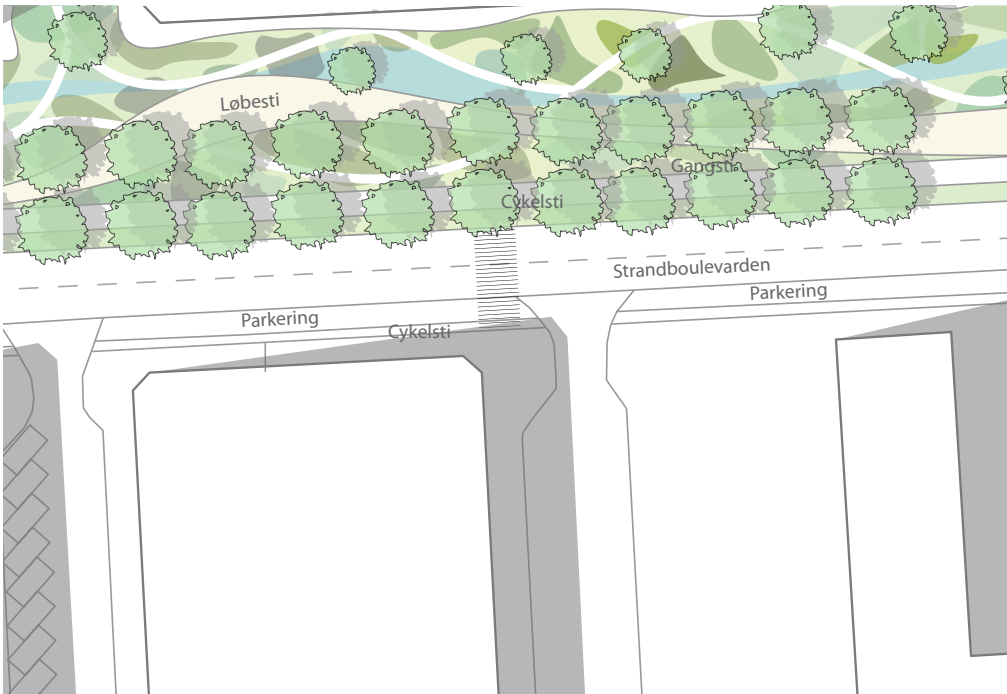 Løbesti
Gangsti
Cykelsti
Strandboulevarden
Parkering
Parkering
Cykelsti